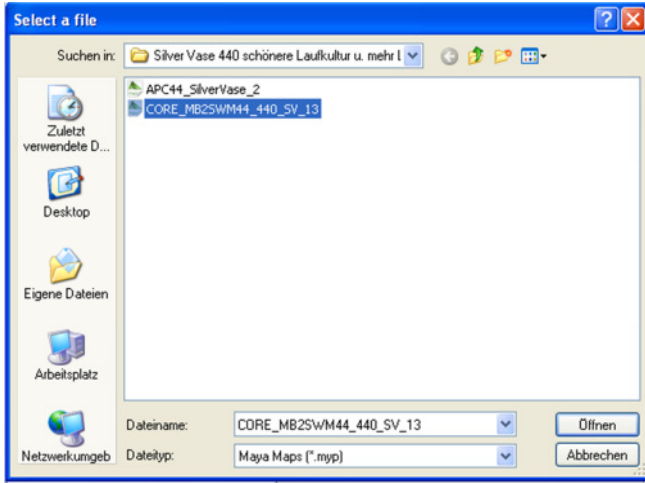 Select a file
Suchen in:
Silver Vase 440 schönere Laufkultur u. mehr L
APC44_SilverVase_2
CORE_MB2SWM44_440_SV_13
Zuletzt
verwendete D...
Desktop
Eigene Dateien
Arbeitsplatz
Netzwerkumgeb
Dateiname:
CORE_MB2SWM44_440_SV_13
Öffnen
Dateityp:
Maya Maps (*.myp)
Abbrechen